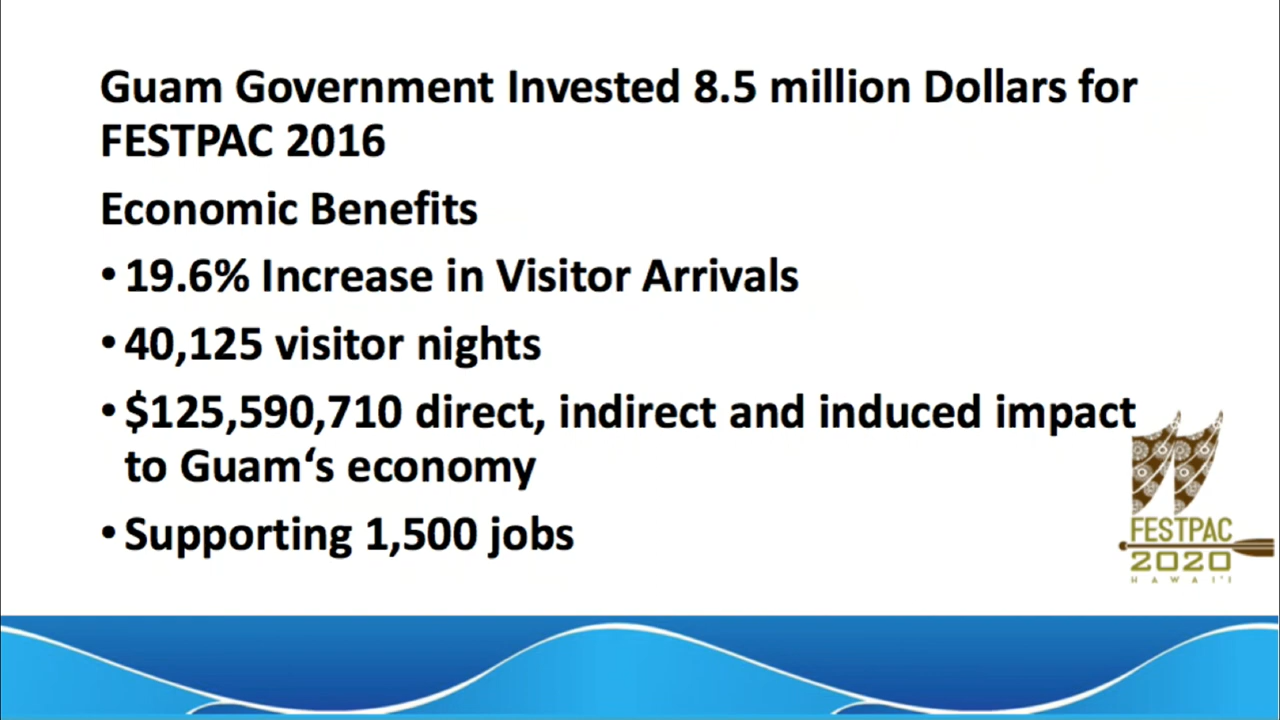 Guam Government Invested 8.5 million Dollars for
FESTPAC 2016
Economic Benefits
• 19.6% Increase in Visitor Arrivals
• 40,125 visitor nights
• $125,590,710 direct, indirect and induced impact
to Guam‘s economy
• Supporting 1,500 jobs
FESTPAC
2020
HAWAI'I